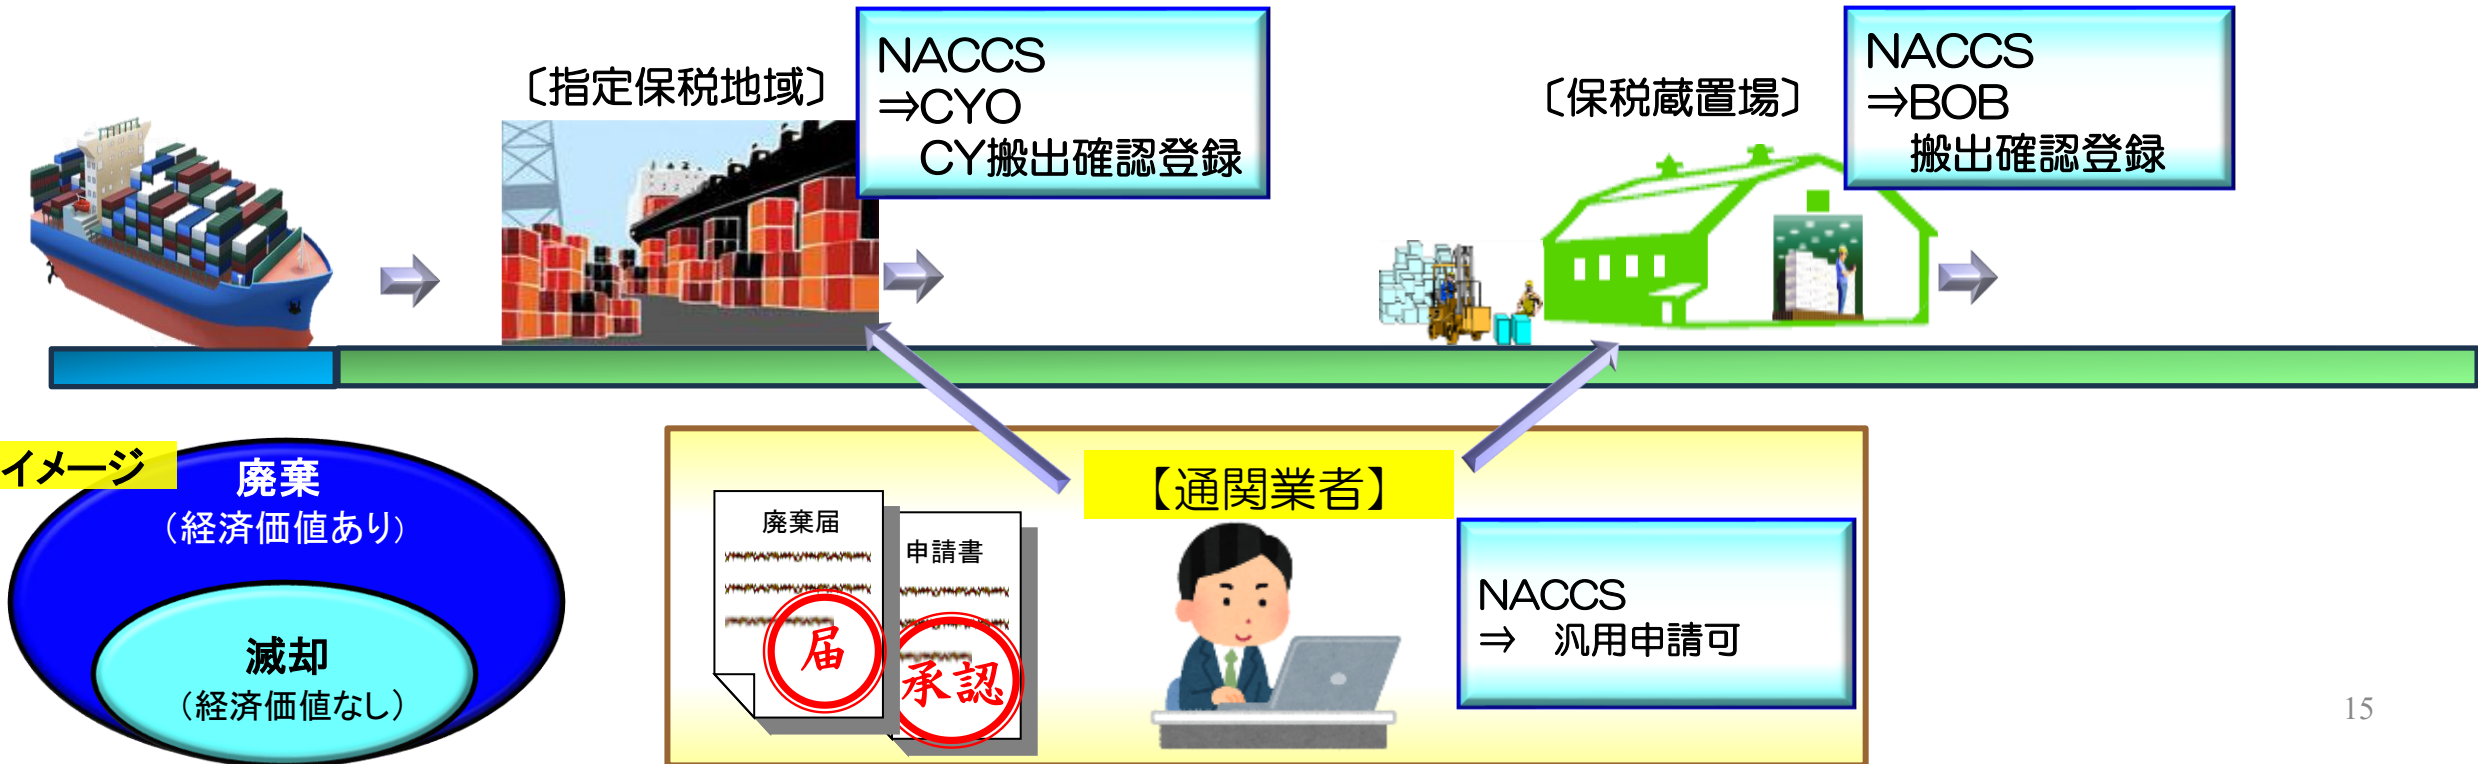 〔指定保税地域〕
ＮＡＣＣＳ
⇒ＣＹＯ
ＣＹ搬出確認登録
〔保税蔵置場〕
ＮＡＣＣＳ
⇒ＢＯＢ
搬出確認登録
イメージ
廃棄
（経済価値あり）
滅却
（経済価値なし）
【通関業者】
廃棄届
届
申請書
承認
ＮＡＣＣＳ
⇒　汎用申請可
15